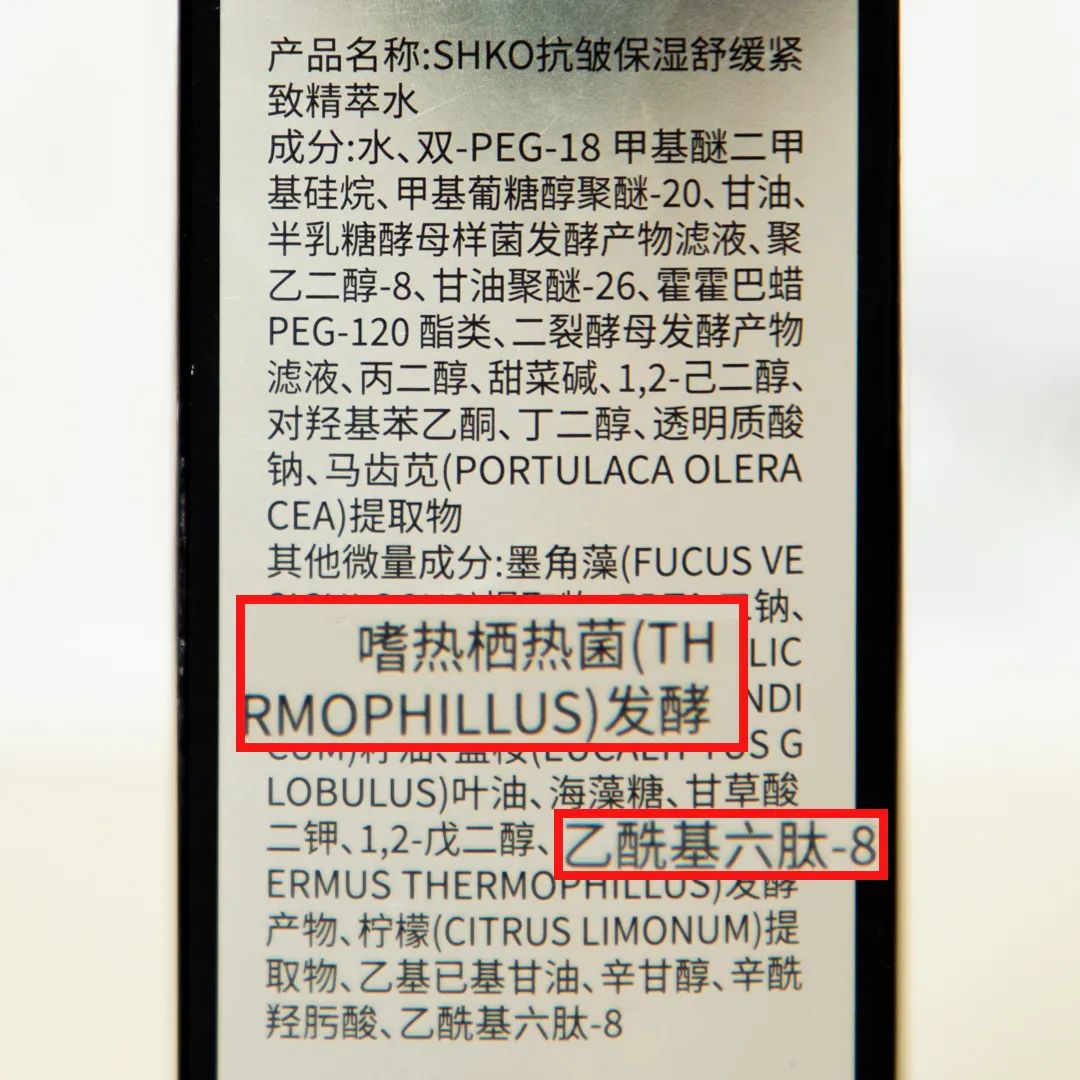 产品名称:SHKO抗皱保湿舒缓紧
致精萃水
成分:水、双-PEG-18 甲基醚二甲
基硅烷、甲基葡糖醇聚醚-20、甘油、
半乳糖酵母样菌发酵产物滤液、聚
乙二醇-8、甘油聚醚-26、霍霍巴蜡
PEG-120 酯类、二裂酵母发酵产物
滤液、丙二醇、甜菜碱、1,2-己二醇、
对羟基苯乙酮、丁二醇、透明质酸
钠、马齿苋(PORTULACA OLERA
CEA)提取物
其他微量成分:墨角藻(FUCUS VE
钠、
嗜热栖热菌(TH
LIC
RMOPHILLUS)发酵
NDI
CUM)籽油、蓝桉(EUCALIPTUS G
LOBULUS)叶油、海藻糖、甘草酸
二钾、1,2-戊二醇、
乙酰基六肽-8
ERMUS THERMOPHILLUS)发酵
产物、柠檬(CITRUS LIMONUM)提
取物、乙基已基甘油、辛甘醇、辛酰
羟肟酸、乙酰基六肽-8